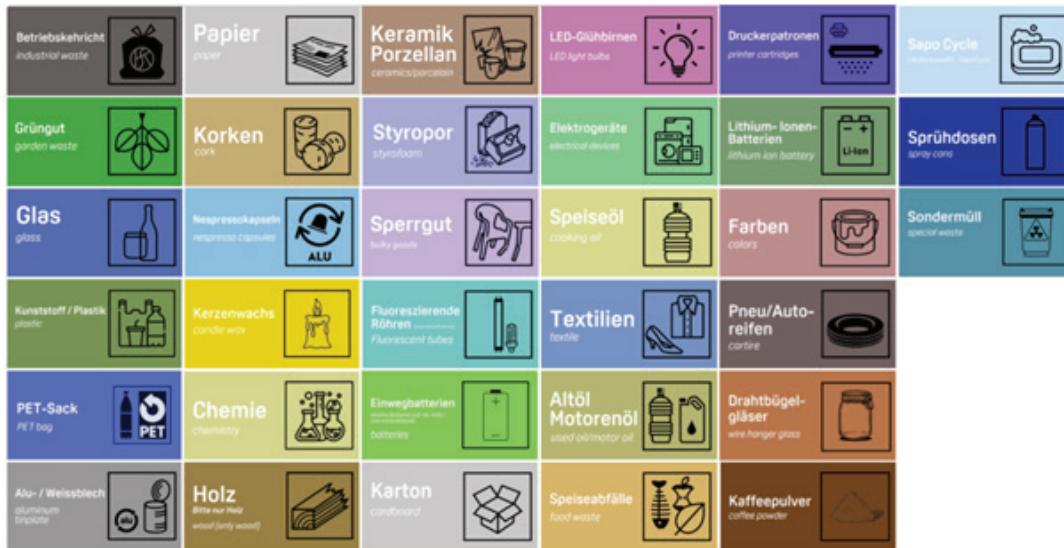 Betriebskehricht
industrial waste
Papier
paper
Keramik
Porzellan
ceramics/porcelain
LED-Glühbirnen
LED light bulbs
Druckerpatronen
printer cartridges
Sapo Cycle
Grüngut
garden waste
Korken
cork
Styropor
styrofoam
Elektrogeräte
electrical devices
Lithium- Ionen-
Batterien
lithium ion battery
Li-Ion
Sprühdosen
spray cans
Glas
glass
Nespressokapseln
nespresso capsules
ALU
Sperrgut
bulky goods
Speiseöl
cooking oil
Farben
colors
Sondermüll
special waste
Kunststoff / Plastik
plastic
Kerzenwachs
candle wax
Fluoreszierende
Röhren
Fluorescent tubes
Textilien
textile
Pneu/Auto-
reifen
cartire
PET-Sack
PET bag
PET
Chemie
chemistry
Einwegbatterien
batteries
Altöl
Motorenöl
used oil/motor oil
Drahtbügel-
gläser
wire hanger glass
Alu- / Weissblech
aluminum
tinplate
alu
Holz
Bitte nur Holz
wood (only wood)
Karton
cardboard
Speiseabfälle
food waste
Kaffeepulver
coffee powder